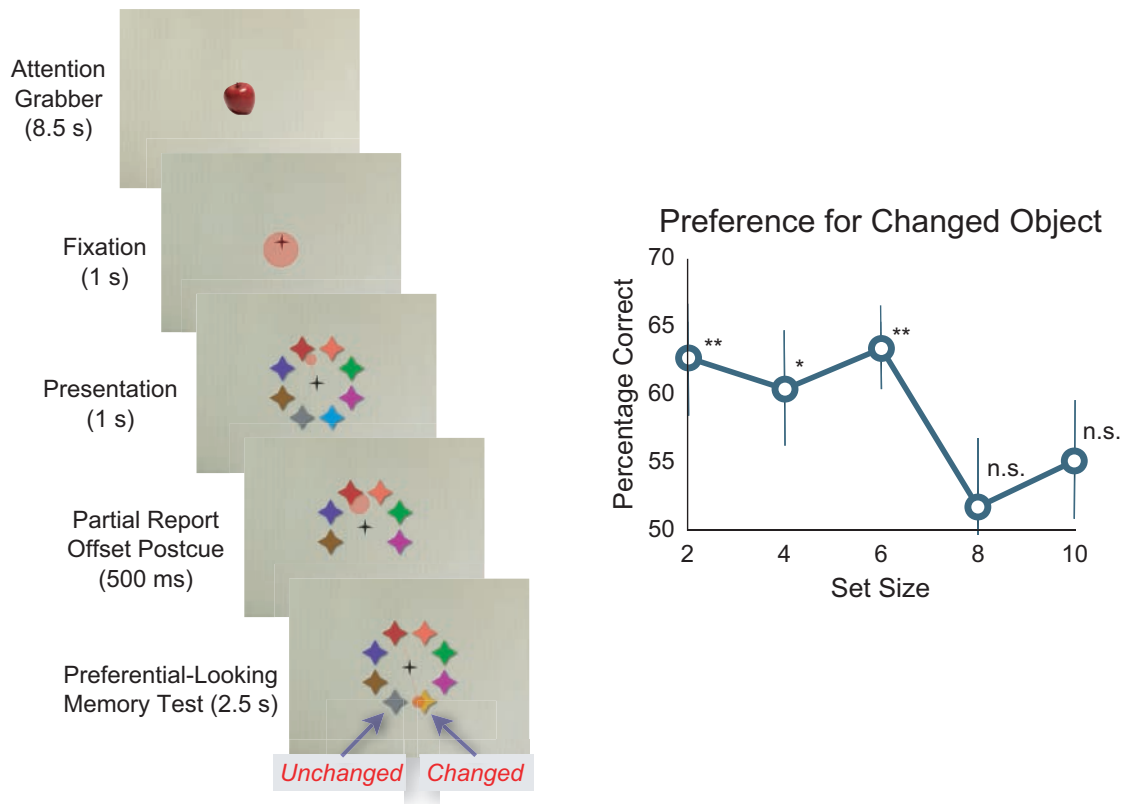 Attention
Grabber
(8.5 s)
Fixation
(1 s)
Presentation
(1 s)
Partial Report
Offset Postcue
(500 ms)
Preferential-Looking
Memory Test (2.5 s)
Unchanged
Changed
Preference for Changed Object
Percentage Correct
70
65
60
55
50
**
*
**
n.s.
n.s.
2
4
6
8
10
Set Size